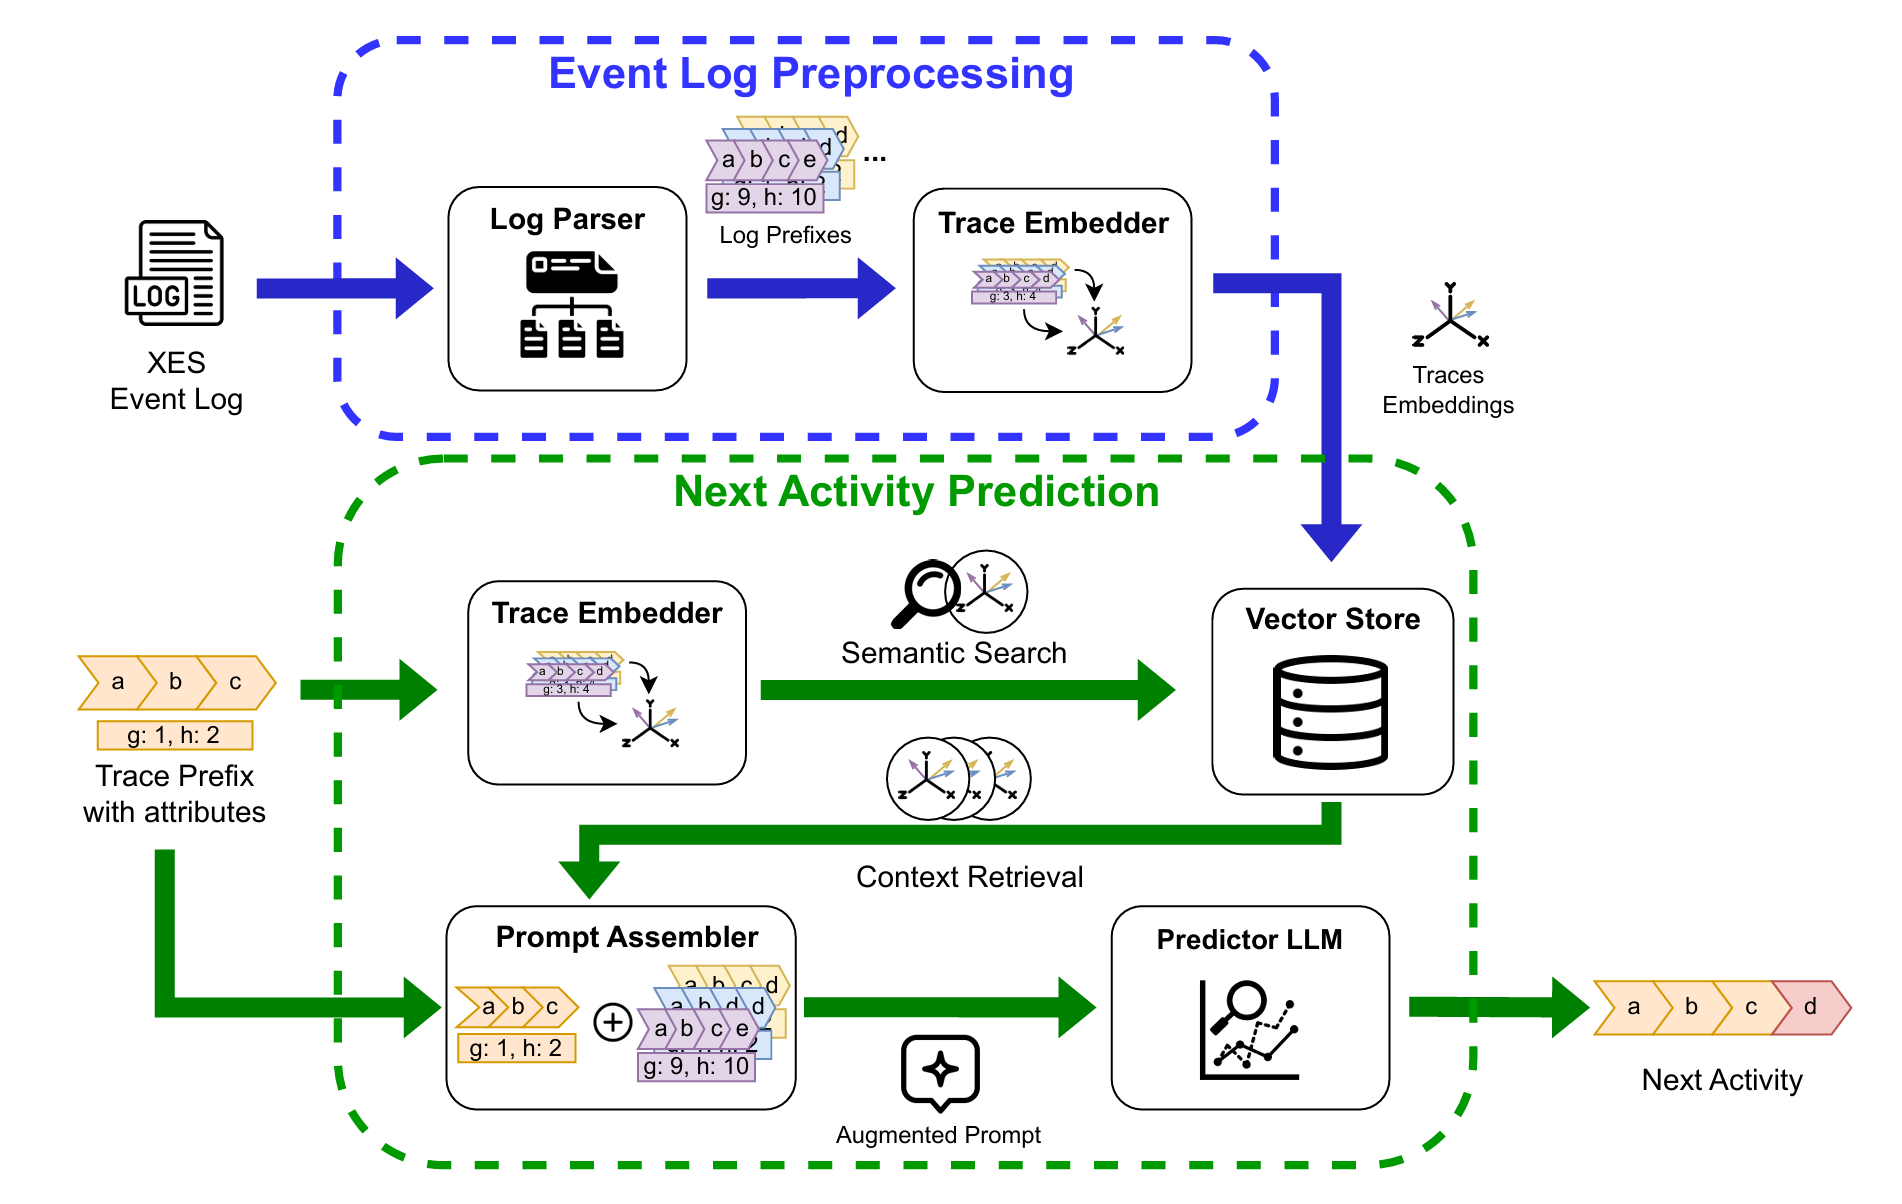 Event Log Preprocessing
d
d
a b c e
...
g: 9, h: 10
Log Prefixes
Log Parser
Trace Embedder
a b c d
g: 3, h: 4
Y
Z X
LOG
XES
Event Log
Y
Z X
Traces
Embeddings
Next Activity Prediction
Trace Embedder
a b c d
g: 3, h: 4
Y
Z X
Y
Z X
Semantic Search
Vector Store
a b c
g: 1, h: 2
Trace Prefix
with attributes
Y Y
Z X X X
Context Retrieval
Prompt Assembler
a b c d
a b d d
a b c e
g: 9, h: 10
a b c
g: 1, h: 2
Augmented Prompt
Predictor LLM
a b c d
Next Activity